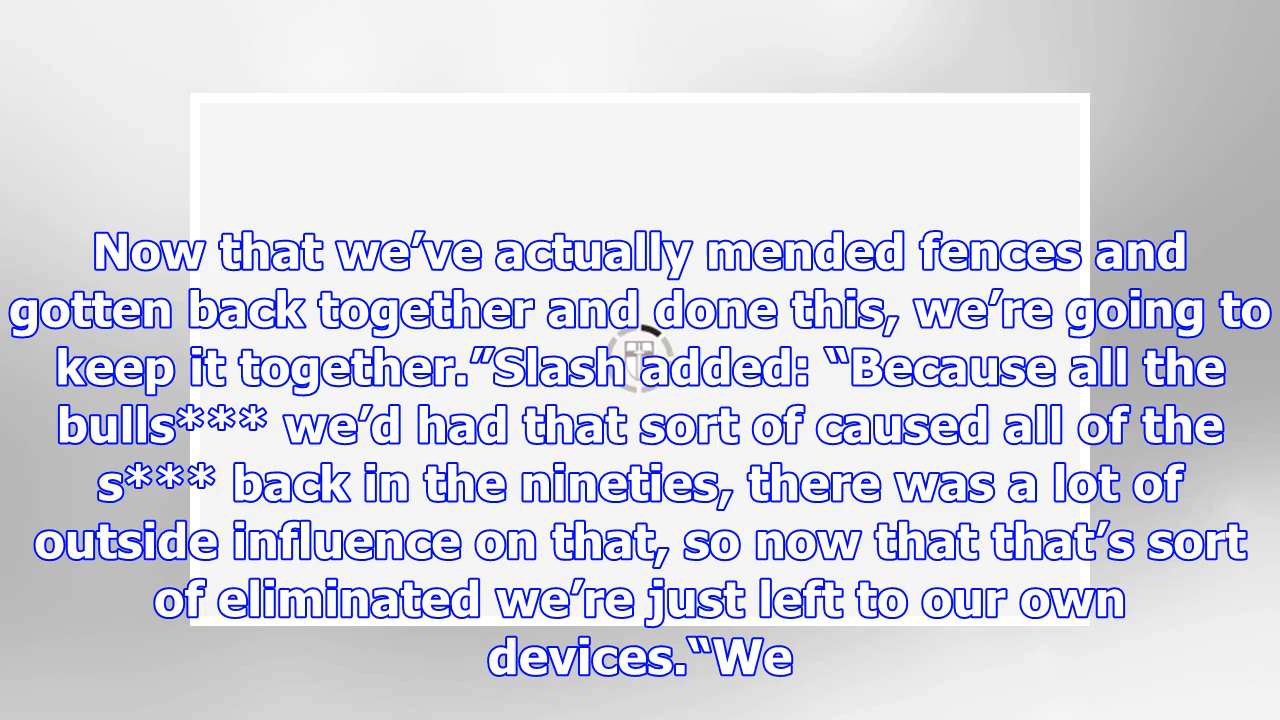 Now that we’ve actually mended fences and
gotten back together and done this, we’re going to
keep it together.”Slash added: “Because all the
bulls*** we’d had that sort of caused all of the
s*** back in the nineties, there was a lot of
outside influence on that, so now that that’s sort
of eliminated we’re just left to our own
devices.“We